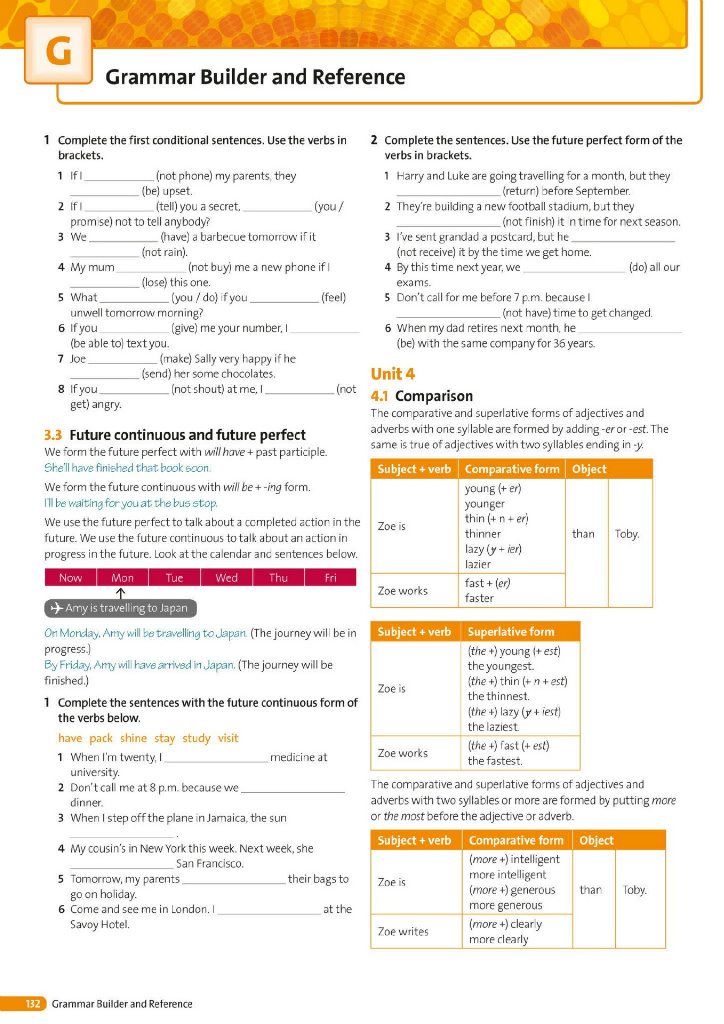 G
Grammar Builder and Reference
1 Complete the first conditional sentences. Use the verbs in
brackets.
1 If I ____________ (not phone) my parents, they
____________ (be) upset.
2 If I ____________ (tell) you a secret, ____________ (you /
promise) not to tell anybody?
3 We ____________ (have) a barbecue tomorrow if it
____________ (not rain).
4 My mum ____________ (not buy) me a new phone if I
____________ (lose) this one.
5 What ____________ (you / do) if you ____________ (feel)
unwell tomorrow morning?
6 If you ____________ (give) me your number, I ____________
(be able to) text you.
7 Joe ____________ (make) Sally very happy if he
____________ (send) her some chocolates.
8 If you ____________ (not shout) at me, I ____________ (not
get) angry.
3.3 Future continuous and future perfect
We form the future perfect with will have + past participle.
She'll have finished that book soon.
We form the future continuous with will be + -ing form.
I'll be waiting for you at the bus stop.
We use the future perfect to talk about a completed action in the
future. We use the future continuous to talk about an action in
progress in the future. Look at the calendar and sentences below.
Now Mon Tue Wed Thu Fri
Amy is travelling to Japan
On Monday, Amy will be travelling to Japan. (The journey will be in
progress.)
By Friday, Amy will have arrived in Japan. (The journey will be
finished.)
1 Complete the sentences with the future continuous form of
the verbs below.
have pack shine stay study visit
1 When I'm twenty, I __________________ medicine at
university.
2 Don't call me at 8 p.m. because we __________________
dinner.
3 When I step off the plane in Jamaica, the sun
__________________ .
4 My cousin's in New York this week. Next week, she
__________________ San Francisco.
5 Tomorrow, my parents __________________ their bags to
go on holiday.
6 Come and see me in London. I __________________ at the
Savoy Hotel.
2 Complete the sentences. Use the future perfect form of the
verbs in brackets.
1 Harry and Luke are going travelling for a month, but they
__________________ (return) before September.
2 They're building a new football stadium, but they
__________________ (not finish) it in time for next season.
3 I've sent grandad a postcard, but he __________________
(not receive) it by the time we get home.
4 By this time next year, we __________________ (do) all our
exams.
5 Don't call for me before 7 p.m. because I
__________________ (not have) time to get changed.
6 When my dad retires next month, he __________________
(be) with the same company for 36 years.
Unit 4
4.1 Comparison
The comparative and superlative forms of adjectives and
adverbs with one syllable are formed by adding -er or -est. The
same is true of adjectives with two syllables ending in -y.
Subject + verb Comparative form Object
Zoe is
young (+ er)
younger
thin (+ n + er)
thinner
lazy (y + ier)
lazier
than Toby.
Zoe works
fast + (er)
faster
Subject + verb Superlative form
Zoe is
(the +) young (+ est)
the youngest.
(the +) thin (+ n + est)
the thinnest.
(the +) lazy (y + iest)
the laziest.
Zoe works
(the +) fast (+ est)
the fastest.
The comparative and superlative forms of adjectives and
adverbs with two syllables or more are formed by putting more
or the most before the adjective or adverb.
Subject + verb Comparative form Object
Zoe is
(more +) intelligent
more intelligent
(more +) generous
more generous
than Toby.
Zoe writes
(more +) clearly
more clearly
132 Grammar Builder and Reference